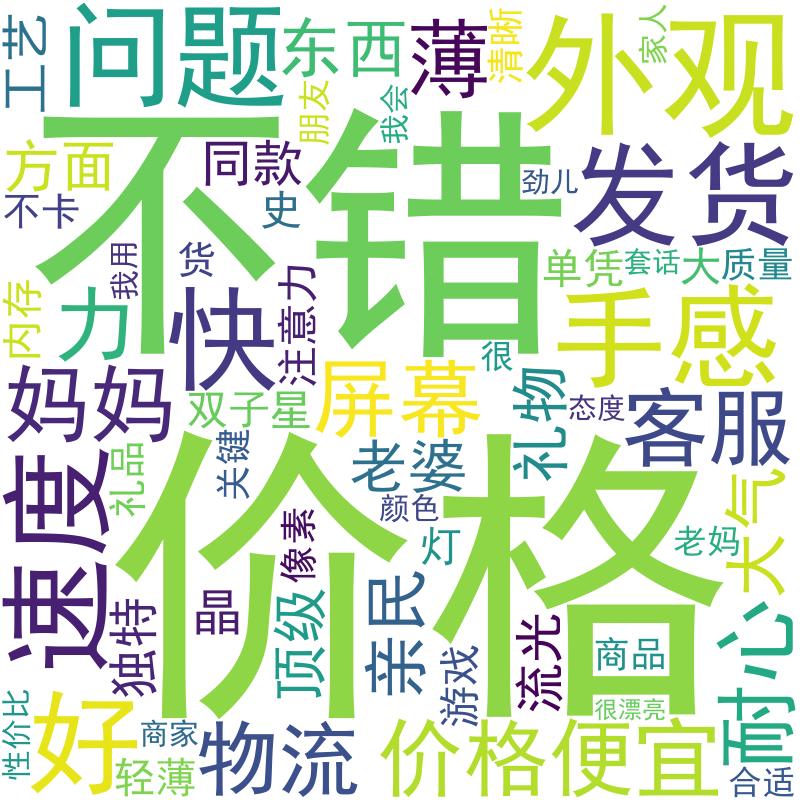 工艺
问题
东西
薄
清晰
外观
家人
朋友
我会
不错
方面
同款
劲儿
发货
不卡
史
我用
货
单凭
套话
大
质量
内存
力
快
注意力
很
手感
妈妈
双子星
屏幕
礼物
态度
客服
速度
礼品
关键
老婆
颜色
价格
像素
灯
老妈
大气
晶
独特
顶级
亲民
游戏
流光
商品
很漂亮
耐心
性价比
好
商家
轻薄
物流
价格便宜
合适